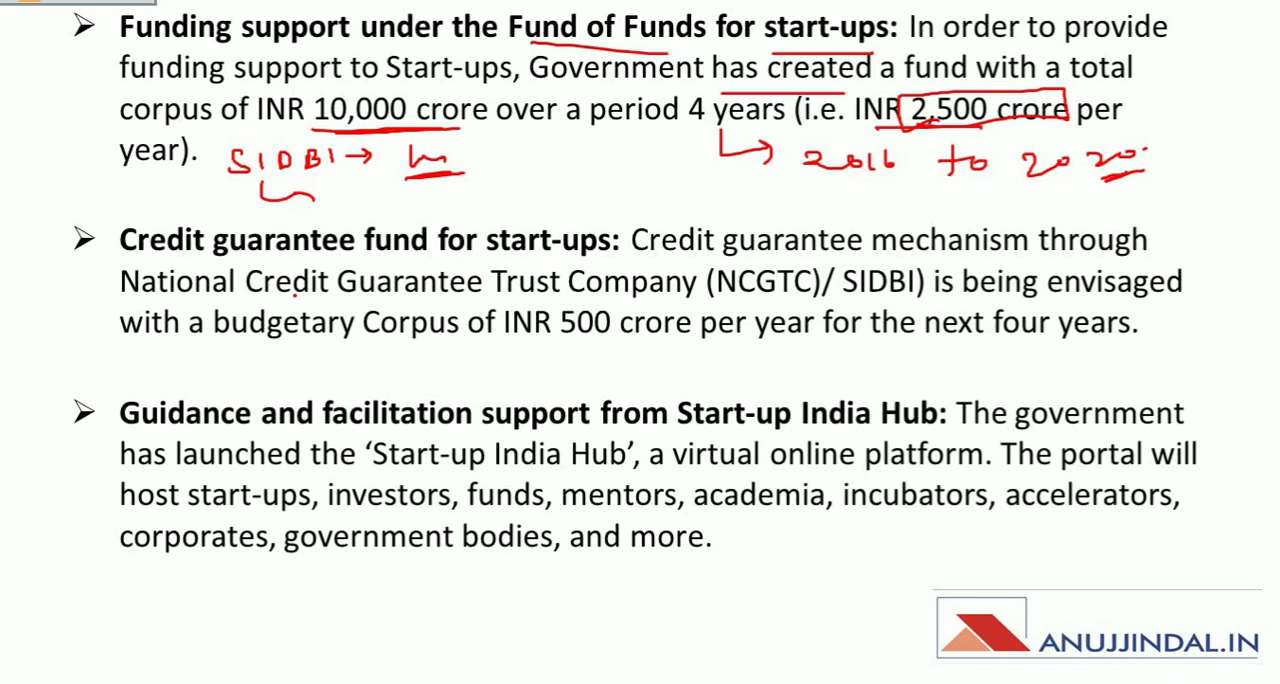 ➢ Funding support under the Fund of Funds for start-ups: In order to provide
funding support to Start-ups, Government has created a fund with a total
corpus of INR 10,000 crore over a period 4 years (i.e. INR 2,500 crore per
year).
SIDBI → 2016 to 2020
➢ Credit guarantee fund for start-ups: Credit guarantee mechanism through
National Credit Guarantee Trust Company (NCGTC)/ SIDBI) is being envisaged
with a budgetary Corpus of INR 500 crore per year for the next four years.
➢ Guidance and facilitation support from Start-up India Hub: The government
has launched the ‘Start-up India Hub’, a virtual online platform. The portal will
host start-ups, investors, funds, mentors, academia, incubators, accelerators,
corporates, government bodies, and more.
ANUJJINDAL.IN